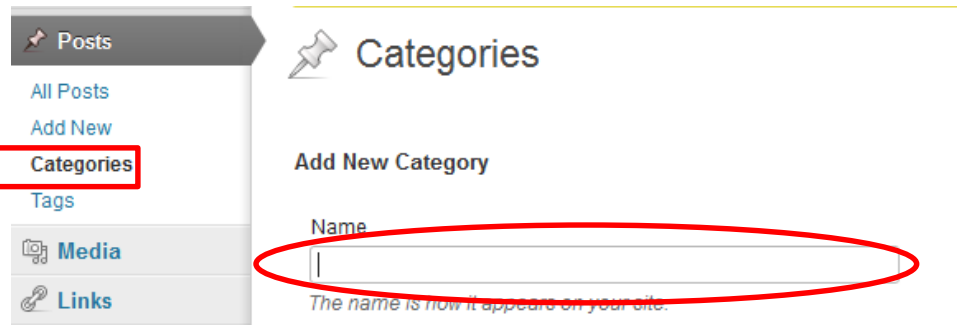 Posts
All Posts
Add New
Categories
Tags
Media
Links
Categories
Add New Category
Name
The name is how it appears on your site.